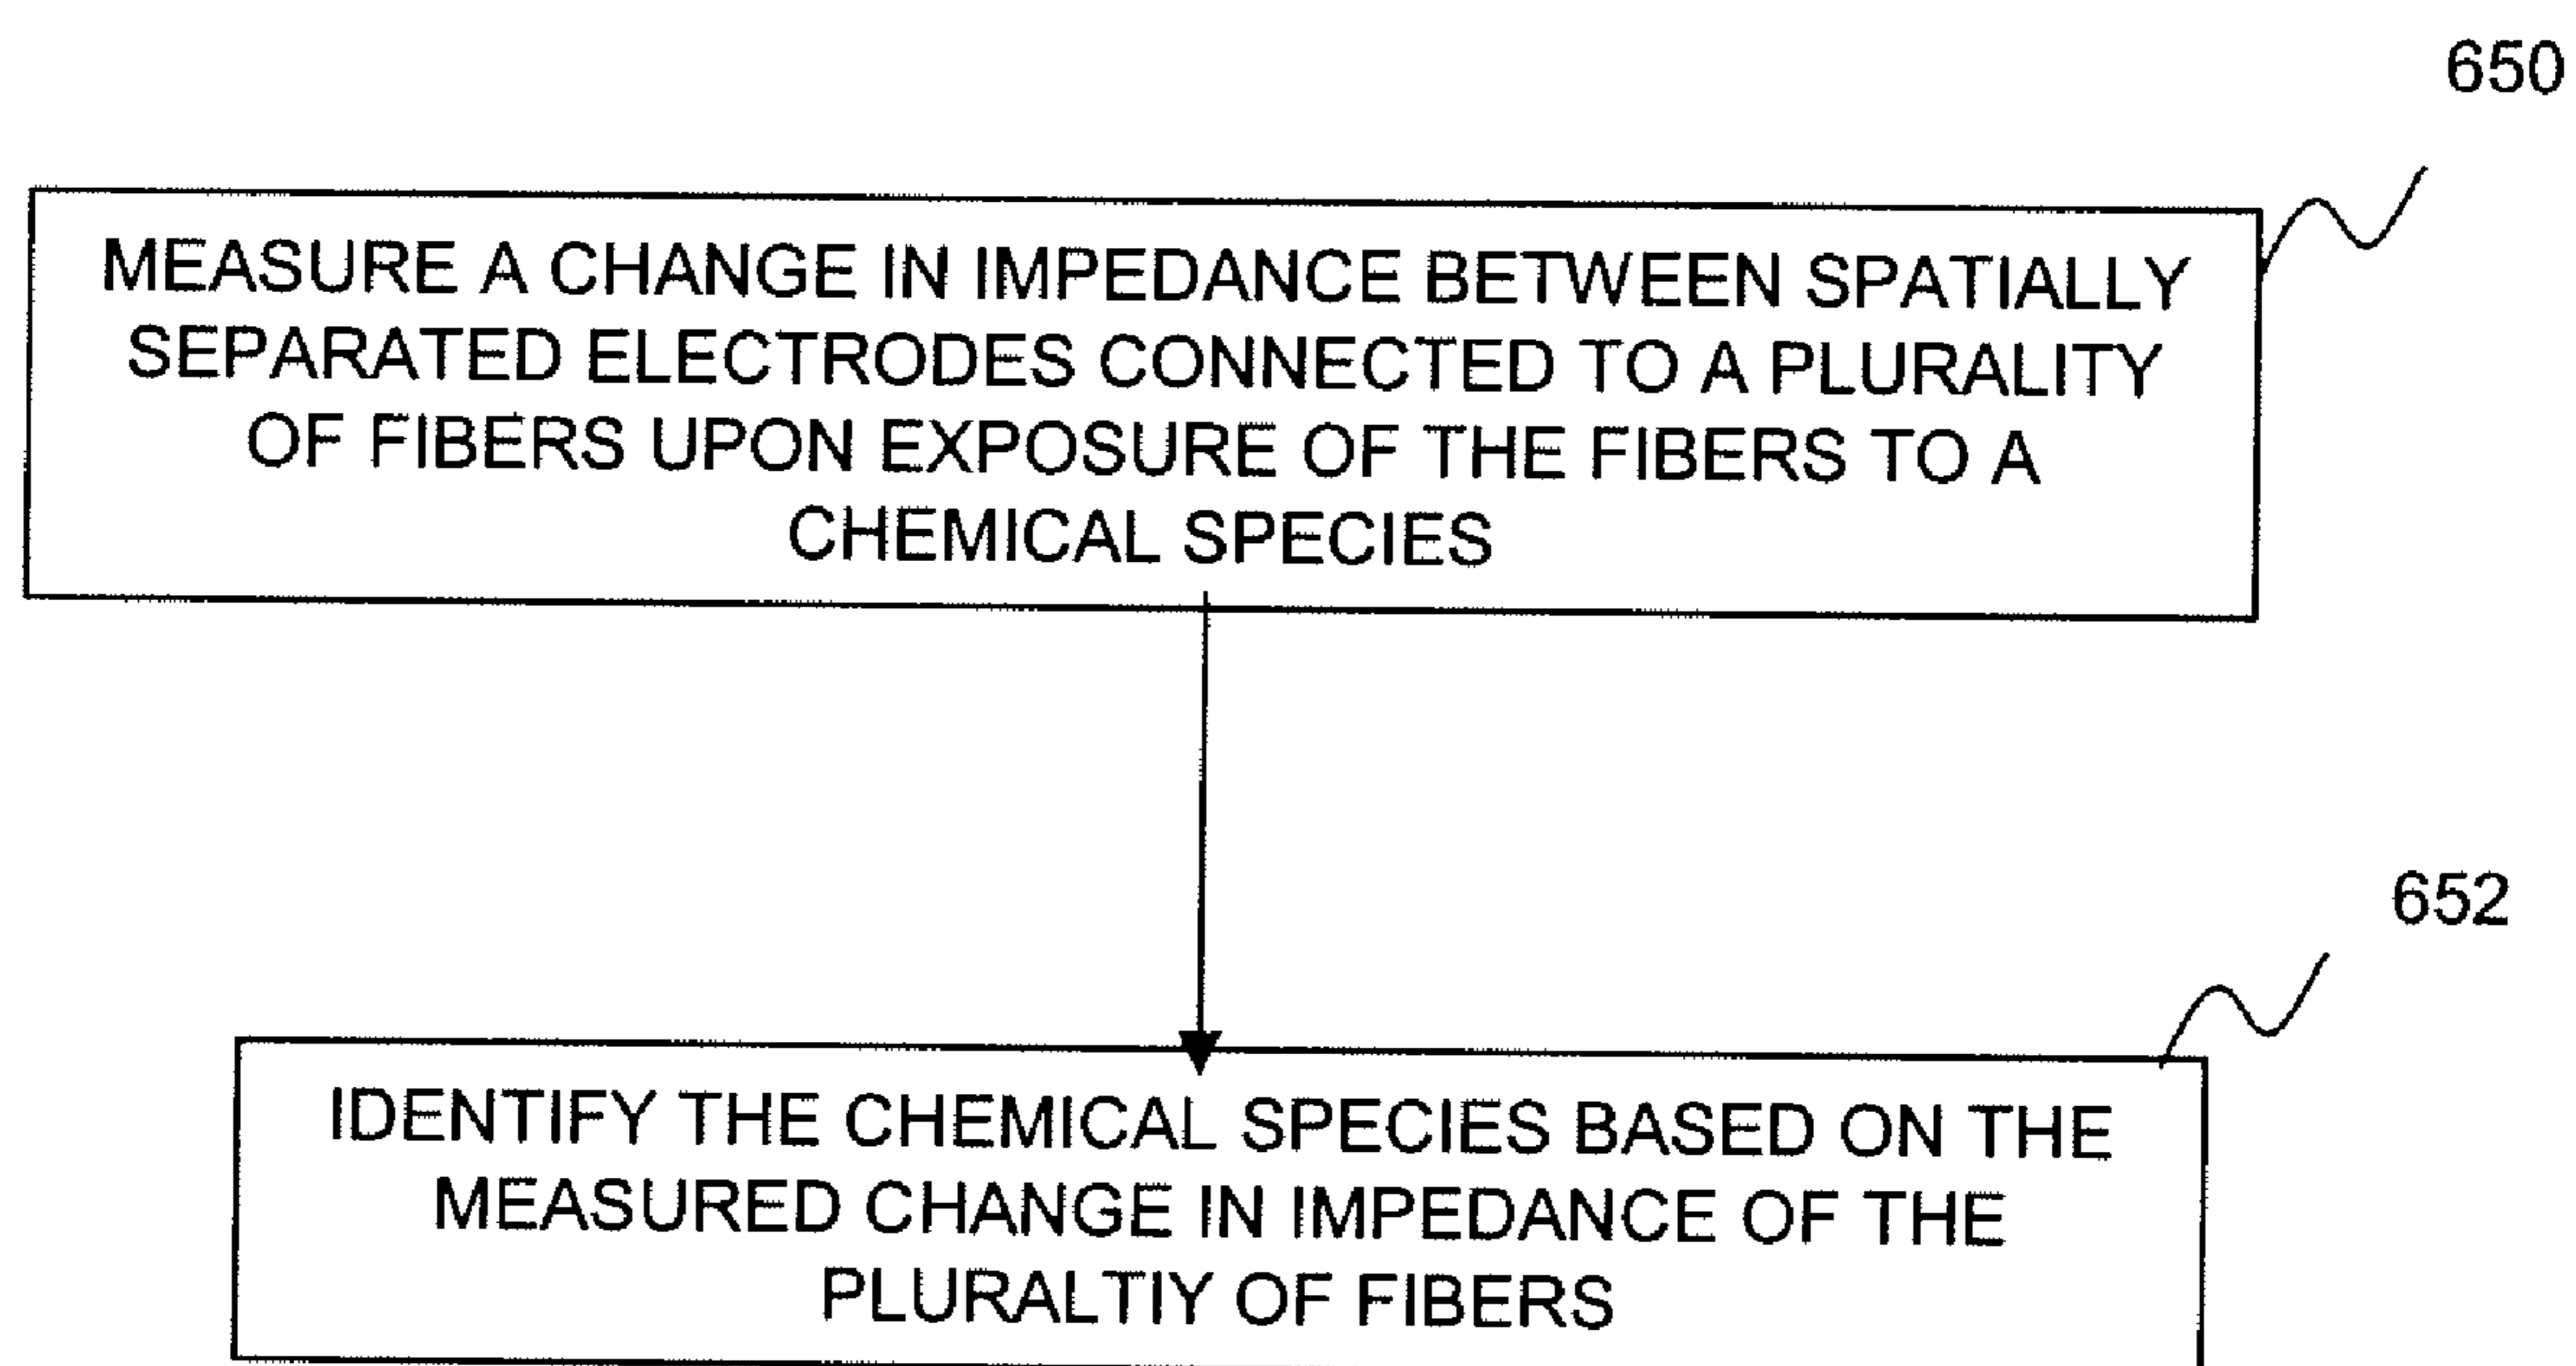 650
MEASURE A CHANGE IN IMPEDANCE BETWEEN SPATIALLY
SEPARATED ELECTRODES CONNECTED TO A PLURALITY
OF FIBERS UPON EXPOSURE OF THE FIBERS TO A
CHEMICAL SPECIES
652
IDENTIFY THE CHEMICAL SPECIES BASED ON THE
MEASURED CHANGE IN IMPEDANCE OF THE
PLURALTIY OF FIBERS